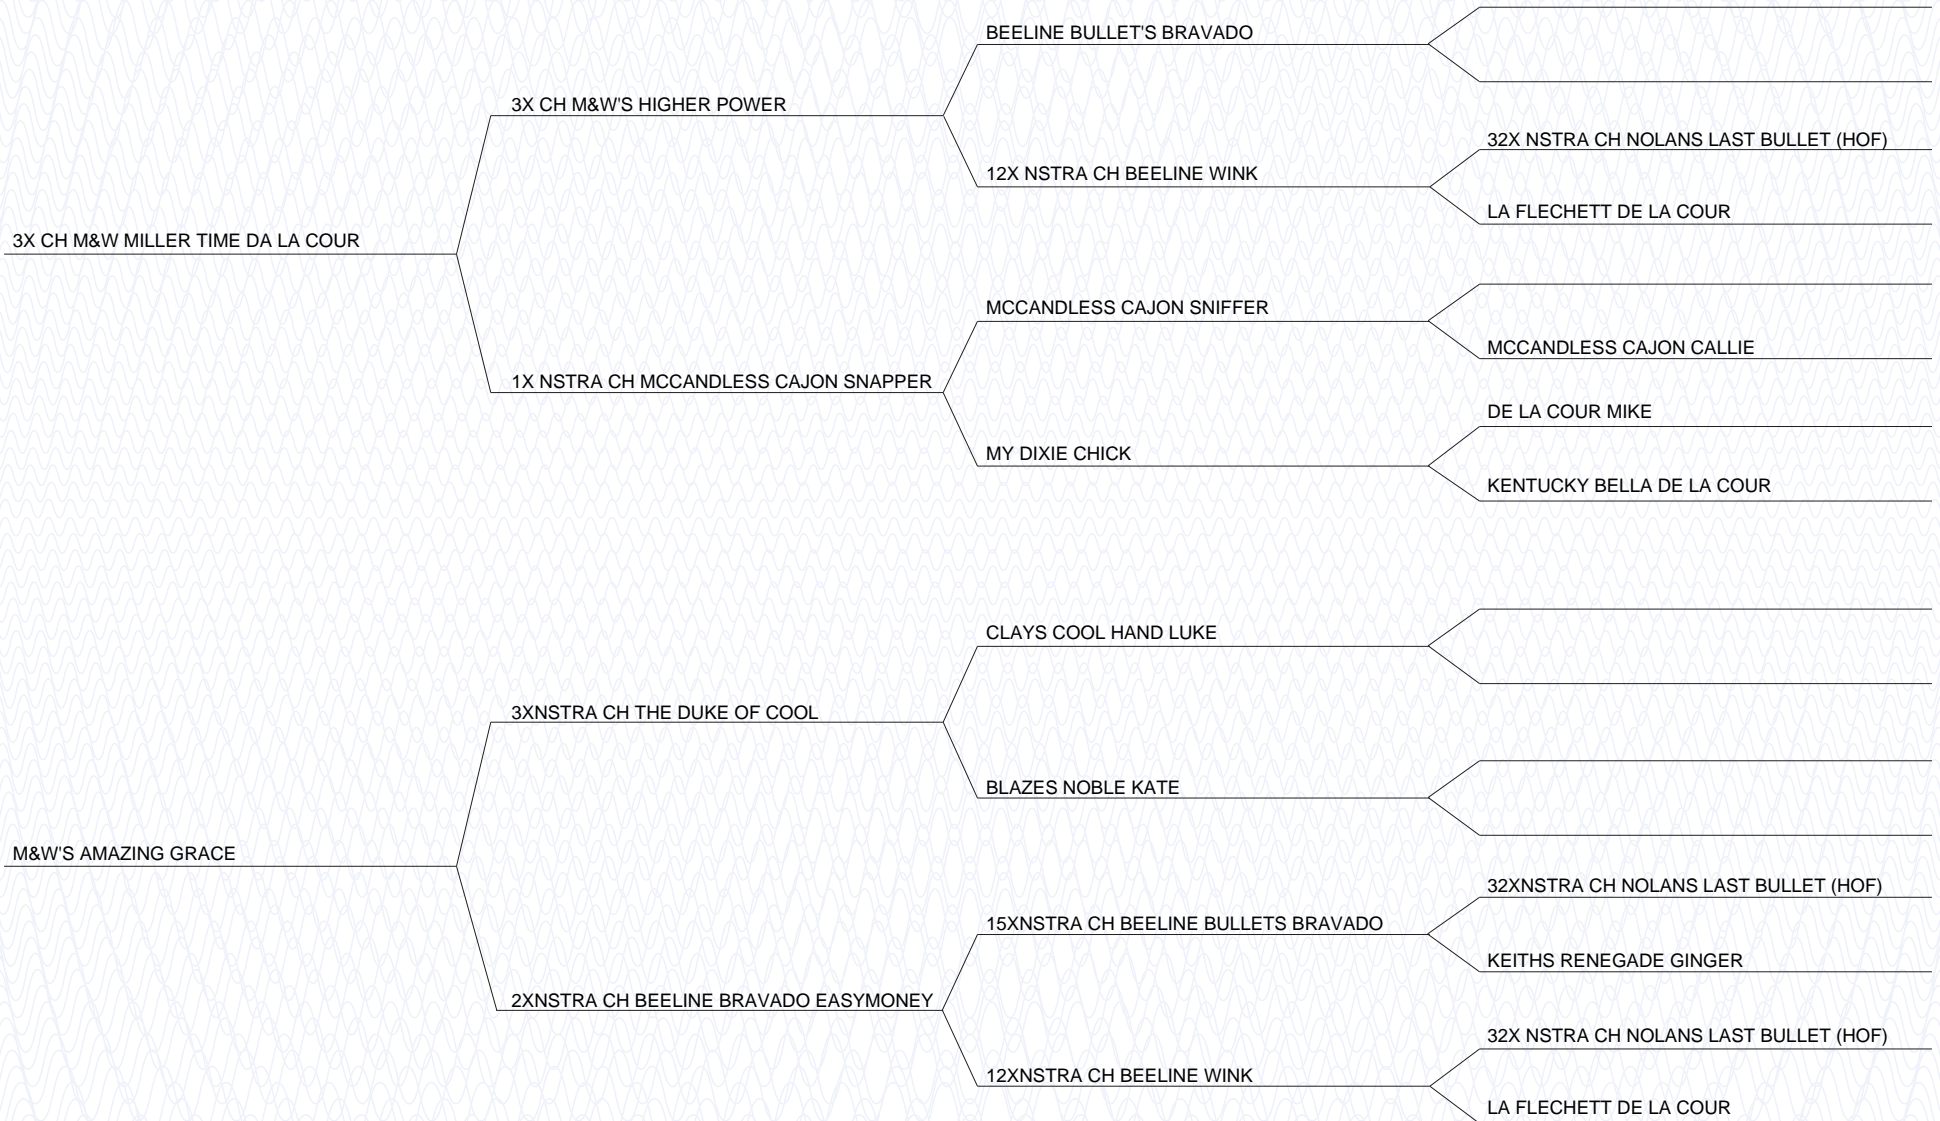 BEELINE BULLET'S BRAVADO
3X CH M&W'S HIGHER POWER
32X NSTRA CH NOLANS LAST BULLET (HOF)
12X NSTRA CH BEELINE WINK
LA FLECHETT DE LA COUR
3X CH M&W MILLER TIME DA LA COUR
MCCANDLESS CAJON SNIFFER
MCCANDLESS CAJON CALLIE
1X NSTRA CH MCCANDLESS CAJON SNAPPER
DE LA COUR MIKE
MY DIXIE CHICK
KENTUCKY BELLA DE LA COUR
CLAYS COOL HAND LUKE
3XNSTRA CH THE DUKE OF COOL
BLAZES NOBLE KATE
M&W'S AMAZING GRACE
32XNSTRA CH NOLANS LAST BULLET (HOF)
15XNSTRA CH BEELINE BULLETS BRAVADO
KEITHS RENEGADE GINGER
2XNSTRA CH BEELINE BRAVADO EASYMONEY
32X NSTRA CH NOLANS LAST BULLET (HOF)
12XNSTRA CH BEELINE WINK
LA FLECHETT DE LA COUR